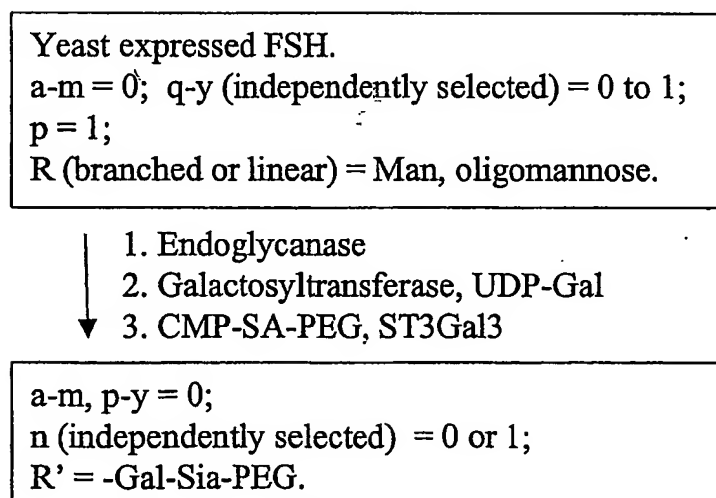 Yeast expressed FSH.
a-m = 0; q-y (independently selected) = 0 to 1;
p = 1;
R (branched or linear) = Man, oligomannose.
1. Endoglycanase
2. Galactosyltransferase, UDP-Gal
3. CMP-SA-PEG, ST3Gal3
a-m, p-y = 0;
n (independently selected) = 0 or 1;
R' = -Gal-Sia-PEG.